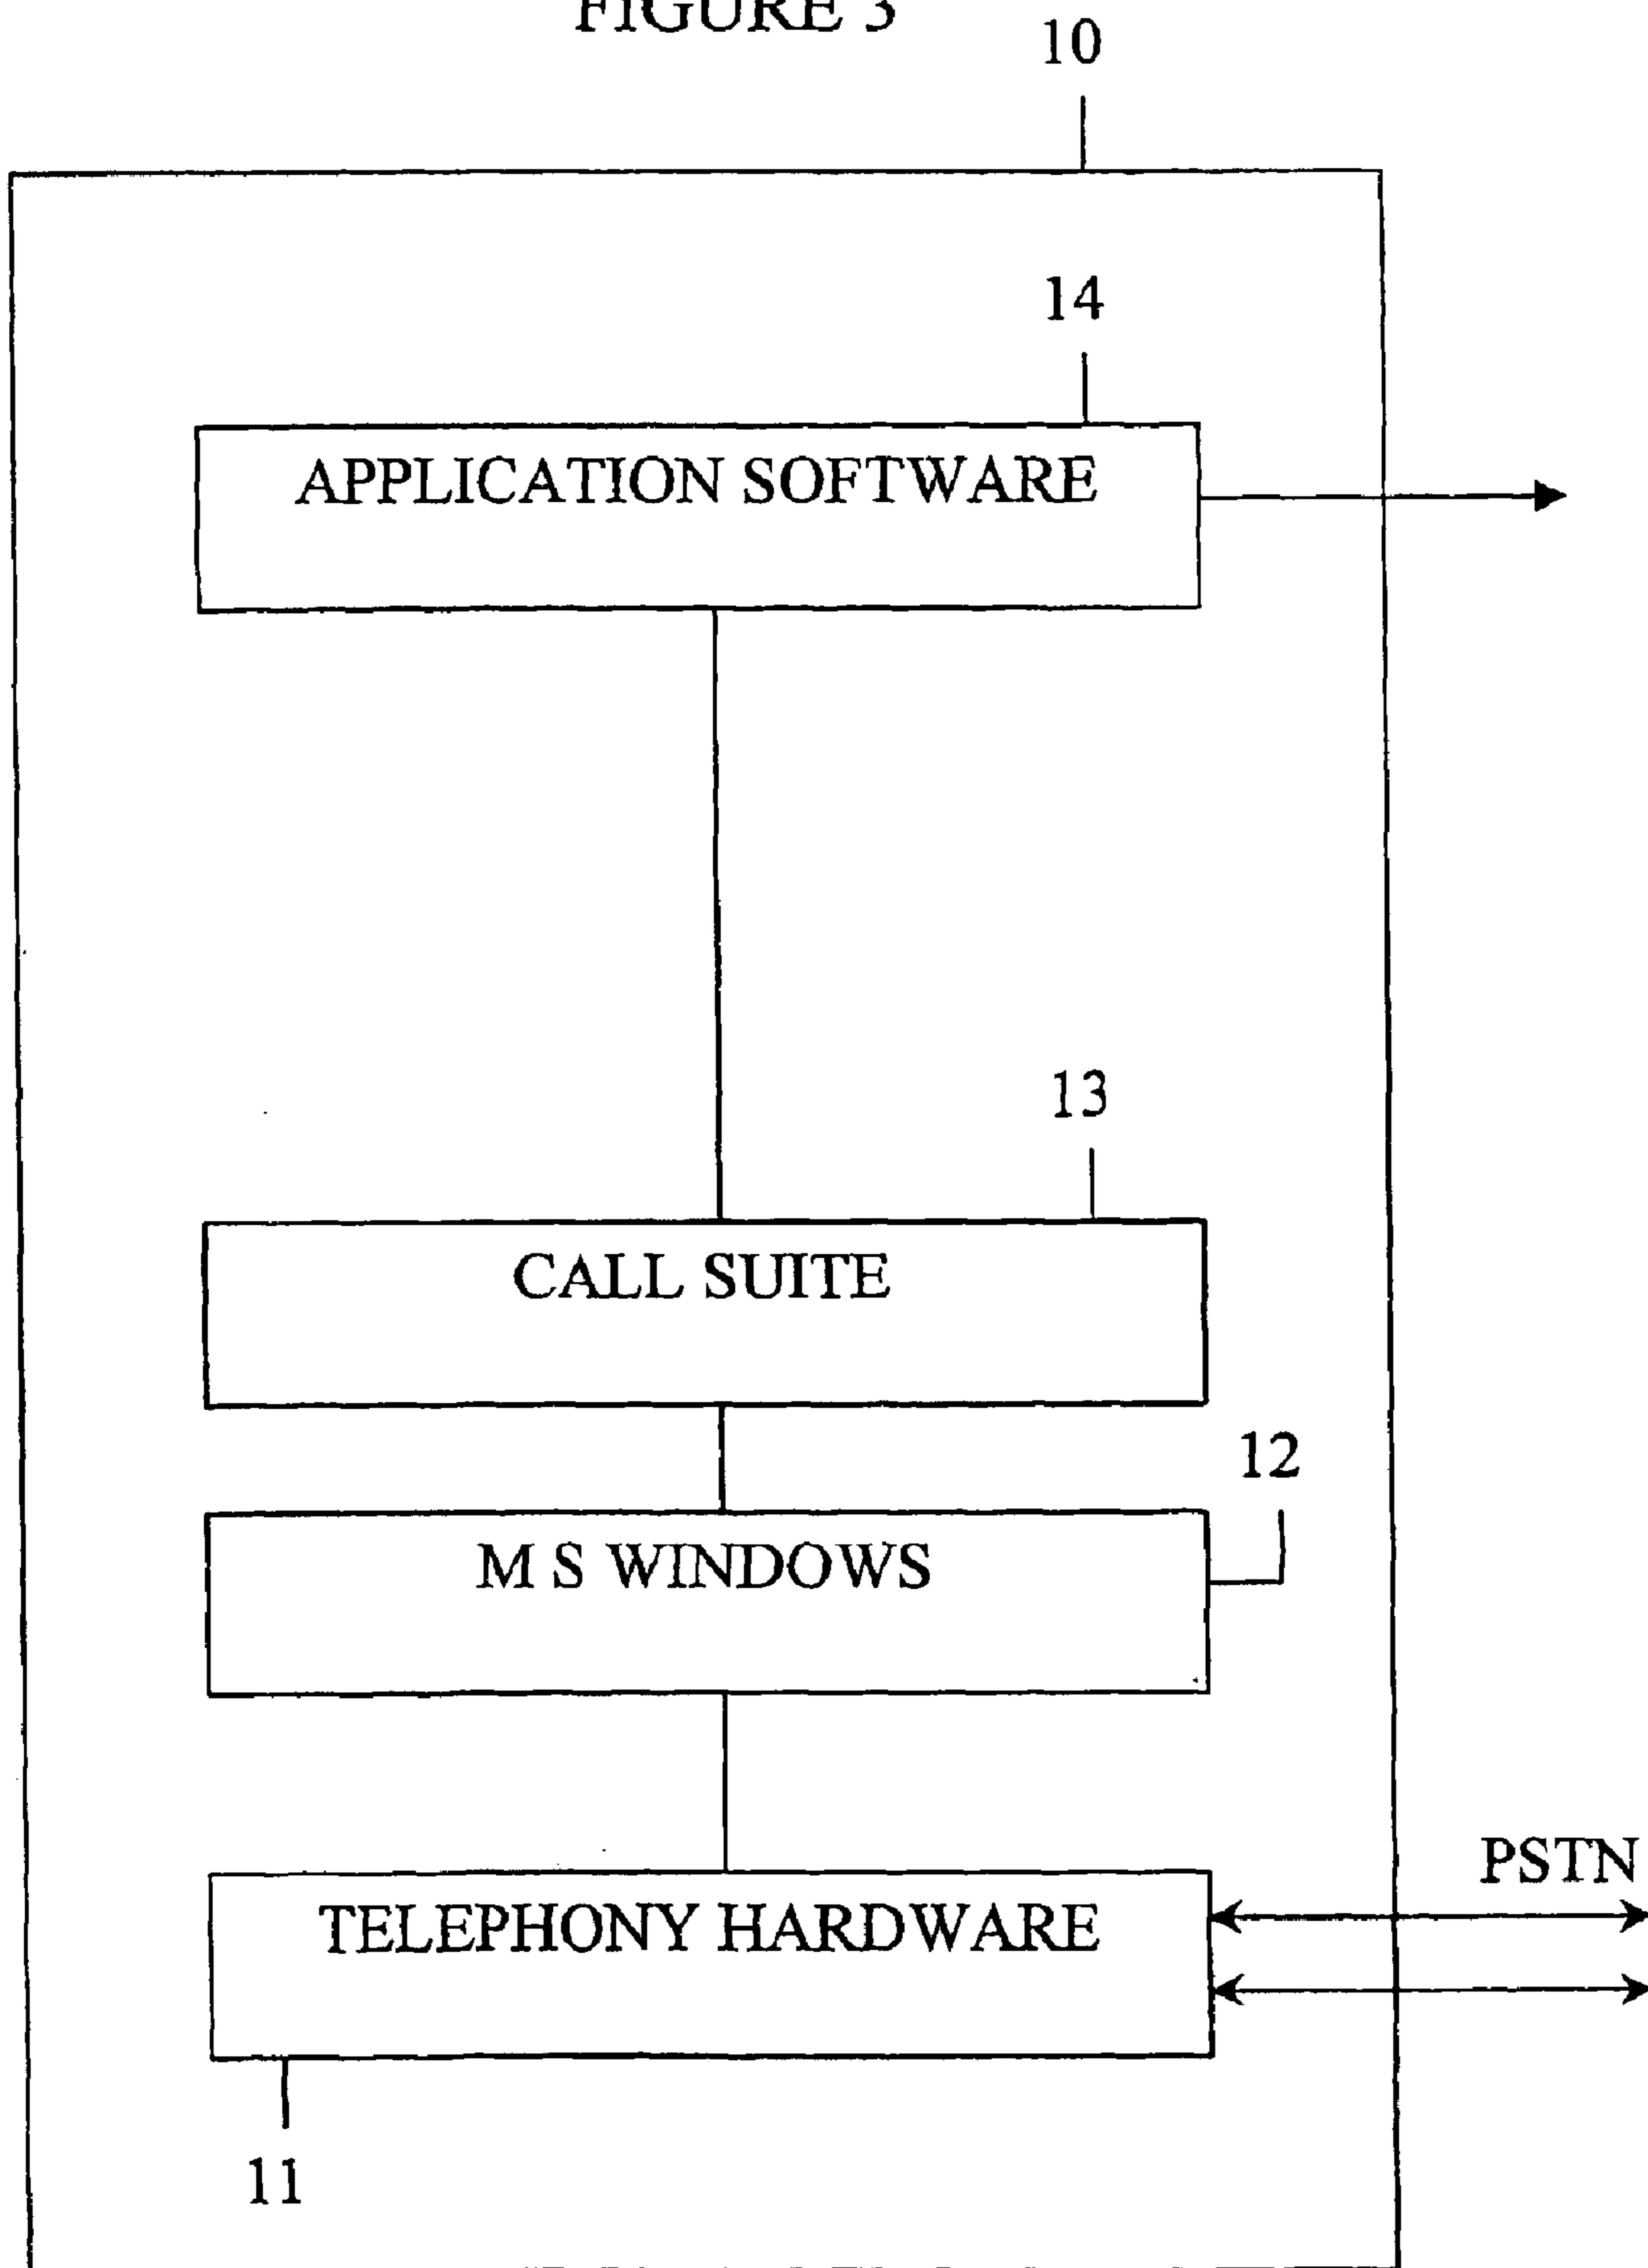 FIGURE 3
10
14
APPLICATION SOFTWARE
13
CALL SUITE
12
M S WINDOWS
PSTN
TELEPHONY HARDWARE
11